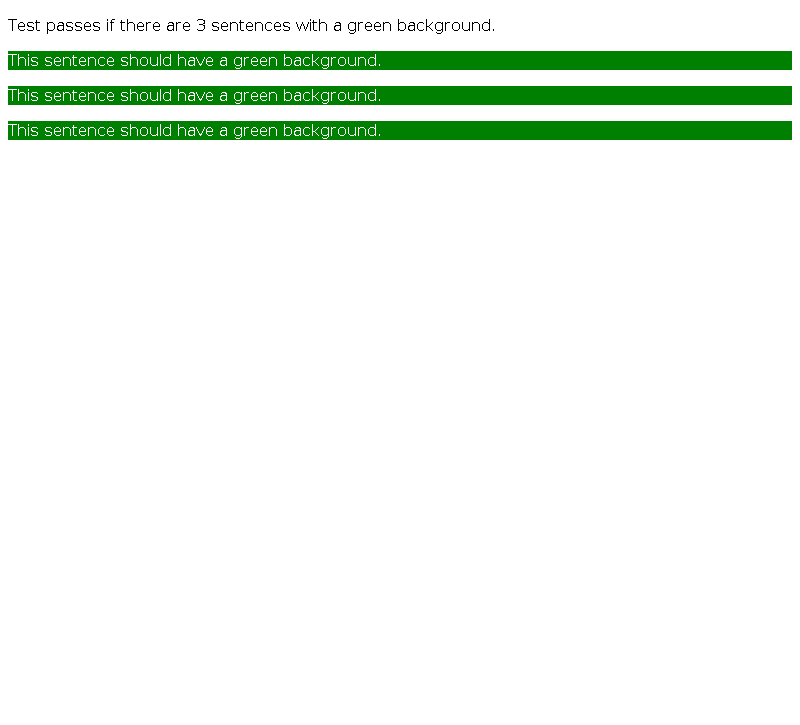 Test passes if there are 3 sentences with a green background.
This sentence should have a green background.
This sentence should have a green background.
This sentence should have a green background.